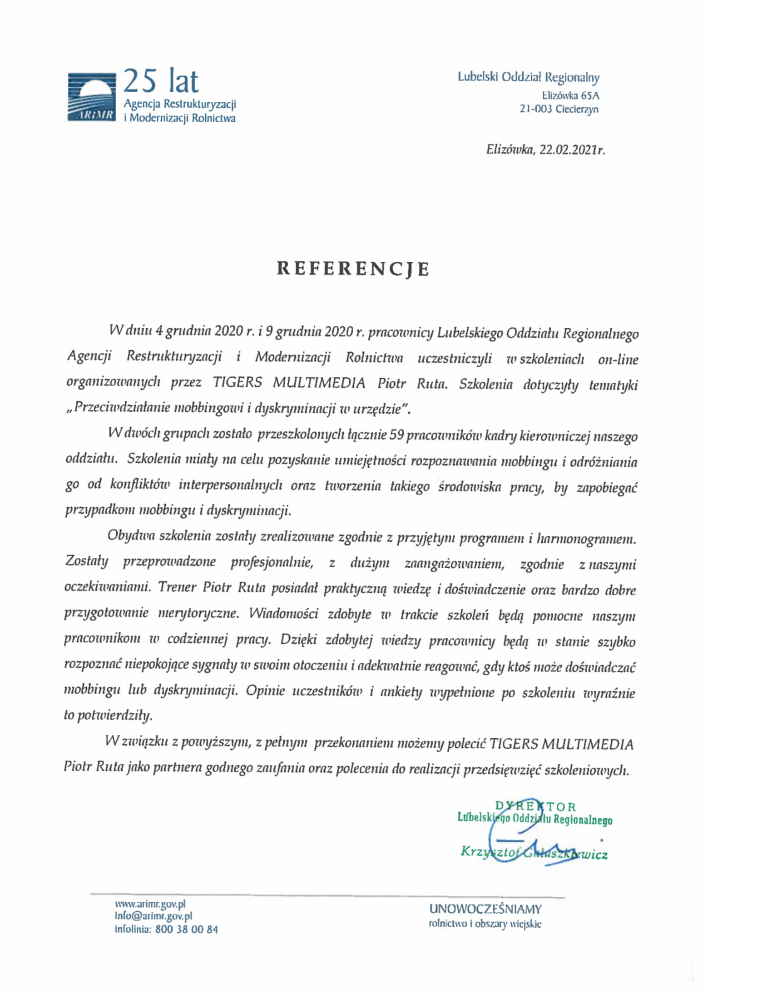 25 lat
Agencja Restrukturyzacji
i Modernizacji Rolnictwa
ARiMR
Lubelski Oddział Regionalny
Elizówka 65A
21-003 Ciecierzyn
Elizówka, 22.02.2021r.
REFERENCJE
W dniu 4 grudnia 2020 r. i 9 grudnia 2020 r. pracownicy Lubelskiego Oddziału Regionalnego
Agencji Restrukturyzacji i Modernizacji Rolnictwa uczestniczyli w szkoleniach on-line
organizowanych przez TIGERS MULTIMEDIA Piotr Ruta. Szkolenia dotyczyły tematyki
„Przeciwdziałanie mobbingowi i dyskryminacji w urzędzie”.
W dwóch grupach zostało przeszkolonych łącznie 59 pracowników kadry kierowniczej naszego
oddziału. Szkolenia miały na celu pozyskanie umiejętności rozpoznawania mobbingu i odróżniania
go od konfliktów interpersonalnych oraz tworzenia takiego środowiska pracy, by zapobiegać
przypadkom mobbingu i dyskryminacji.
Obydwa szkolenia zostały zrealizowane zgodnie z przyjętym programem i harmonogramem.
Zostały przeprowadzone profesjonalnie, z dużym zaangażowaniem, zgodnie z naszymi
oczekiwaniami. Trener Piotr Ruta posiadał praktyczną wiedzę i doświadczenie oraz bardzo dobre
przygotowanie merytoryczne. Wiadomości zdobyte w trakcie szkoleń będą pomocne naszym
pracownikom w codziennej pracy. Dzięki zdobytej wiedzy pracownicy będą w stanie szybko
rozpoznać niepokojące sygnały w swoim otoczeniu i adekwatnie reagować, gdy ktoś może doświadczać
mobbingu lub dyskryminacji. Opinie uczestników i ankiety wypełnione po szkoleniu wyraźnie
to potwierdziły.
W związku z powyższym, z pełnym przekonaniem możemy polecić TIGERS MULTIMEDIA
Piotr Ruta jako partnera godnego zaufania oraz polecenia do realizacji przedsięwzięć szkoleniowych.
DYREKTOR
Lubelskiego Oddziału Regionalnego
Krzysztof
www.arimr.gov.pl
info@arimr.gov.pl
infolinia: 800 38 00 84
UNOWOCZEŚNIAMY
rolnictwo i obszary wiejskie